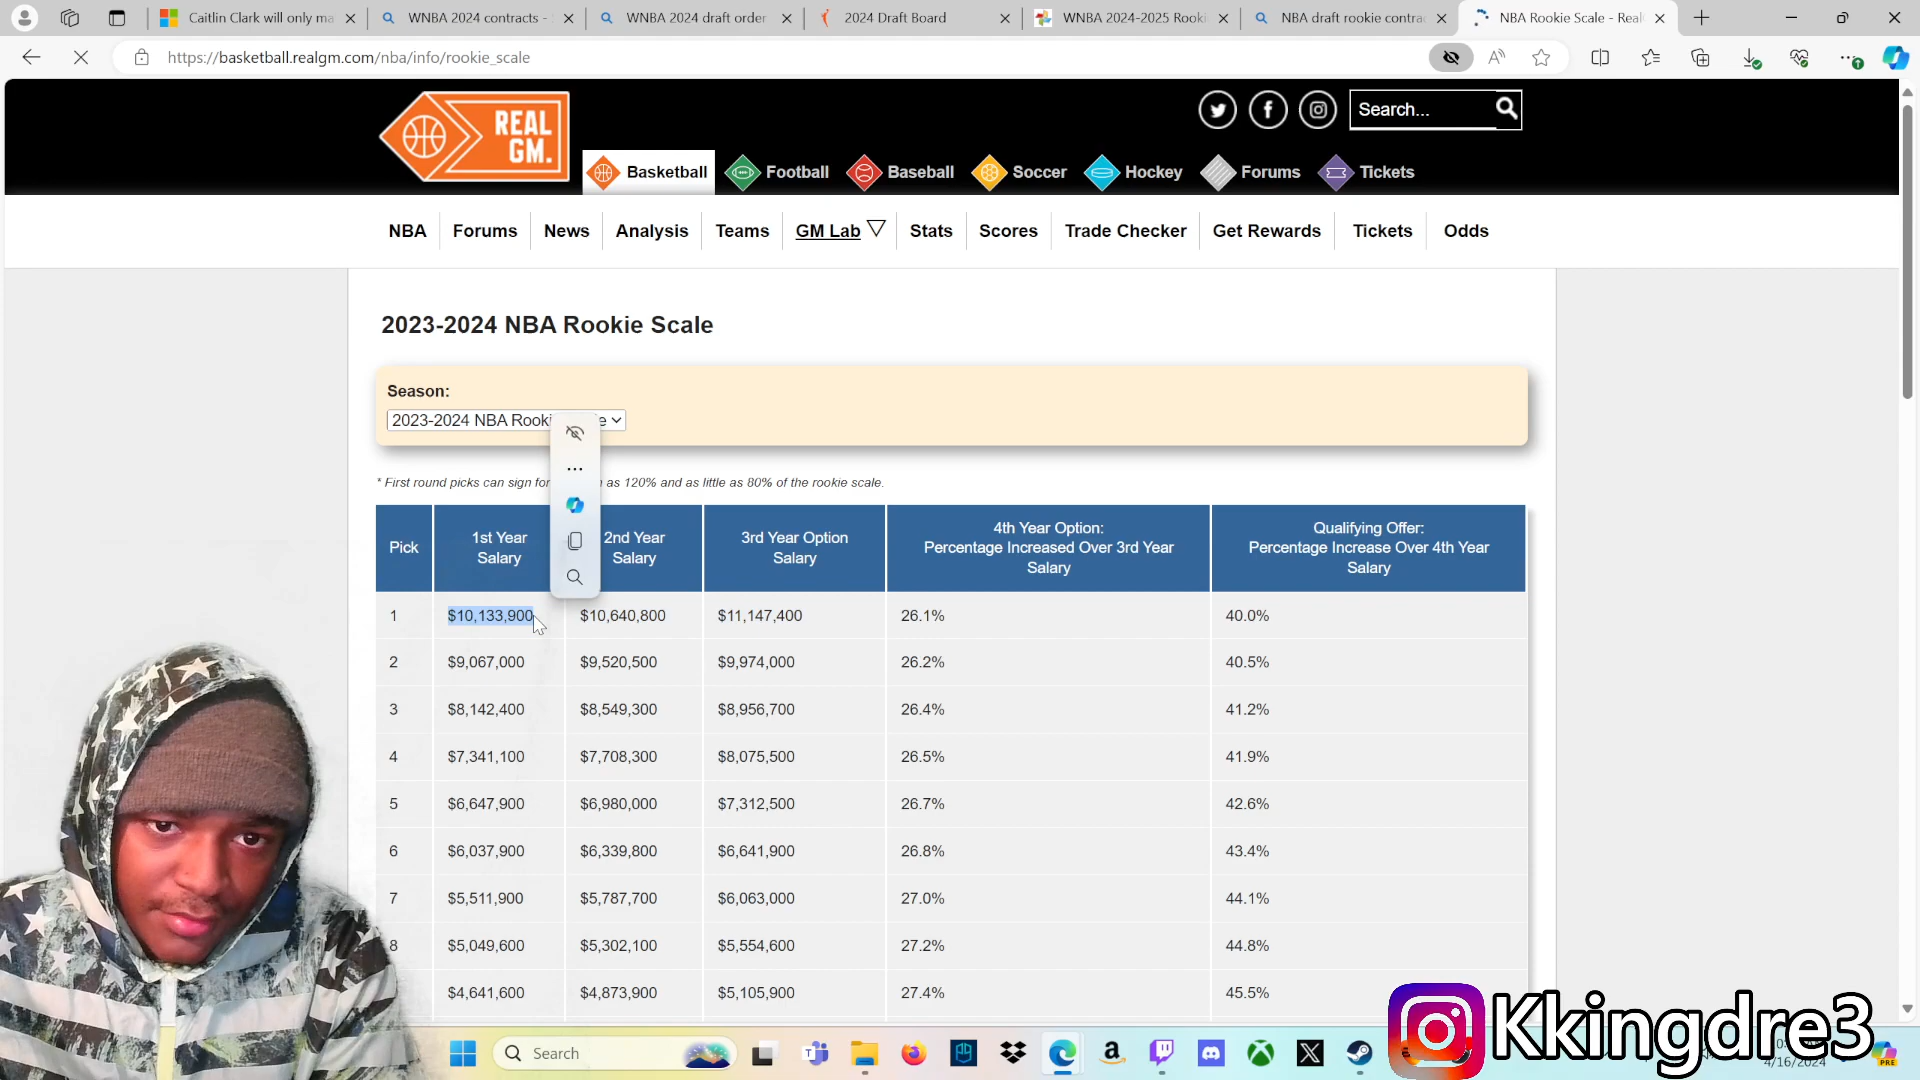 Caitlin Clark will only ma
WNBA 2024 contracts -
WNBA 2024 draft order
2024 Draft Board
WNBA 2024-2025 Rooki
NBA draft rookie contra
NBA Rookie Scale - Real
https://basketball.realgm.com/nba/info/rookie_scale
REAL
GM.
Search...
Basketball
Football
Baseball
Soccer
Hockey
Forums
Tickets
NBA
Forums
News
Analysis
Teams
GM Lab
Stats
Scores
Trade Checker
Get Rewards
Tickets
Odds
2023-2024 NBA Rookie Scale
Season:
2023-2024 NBA Rooki e
* First round picks can sign for as 120% and as little as 80% of the rookie scale.
Pick
1st Year
Salary
2nd Year
Salary
3rd Year Option
Salary
4th Year Option:
Percentage Increased Over 3rd Year
Salary
Qualifying Offer:
Percentage Increase Over 4th Year
Salary
1 $10,133,900 $10,640,800 $11,147,400 26.1% 40.0%
2 $9,067,000 $9,520,500 $9,974,000 26.2% 40.5%
3 $8,142,400 $8,549,300 $8,956,700 26.4% 41.2%
4 $7,341,100 $7,708,300 $8,075,500 26.5% 41.9%
5 $6,647,900 $6,980,000 $7,312,500 26.7% 42.6%
6 $6,037,900 $6,339,800 $6,641,900 26.8% 43.4%
7 $5,511,900 $5,787,700 $6,063,000 27.0% 44.1%
8 $5,049,600 $5,302,100 $5,554,600 27.2% 44.8%
$4,641,600 $4,873,900 $5,105,900 27.4% 45.5%
Kkingdre3
Search
4/16/2024
PRE